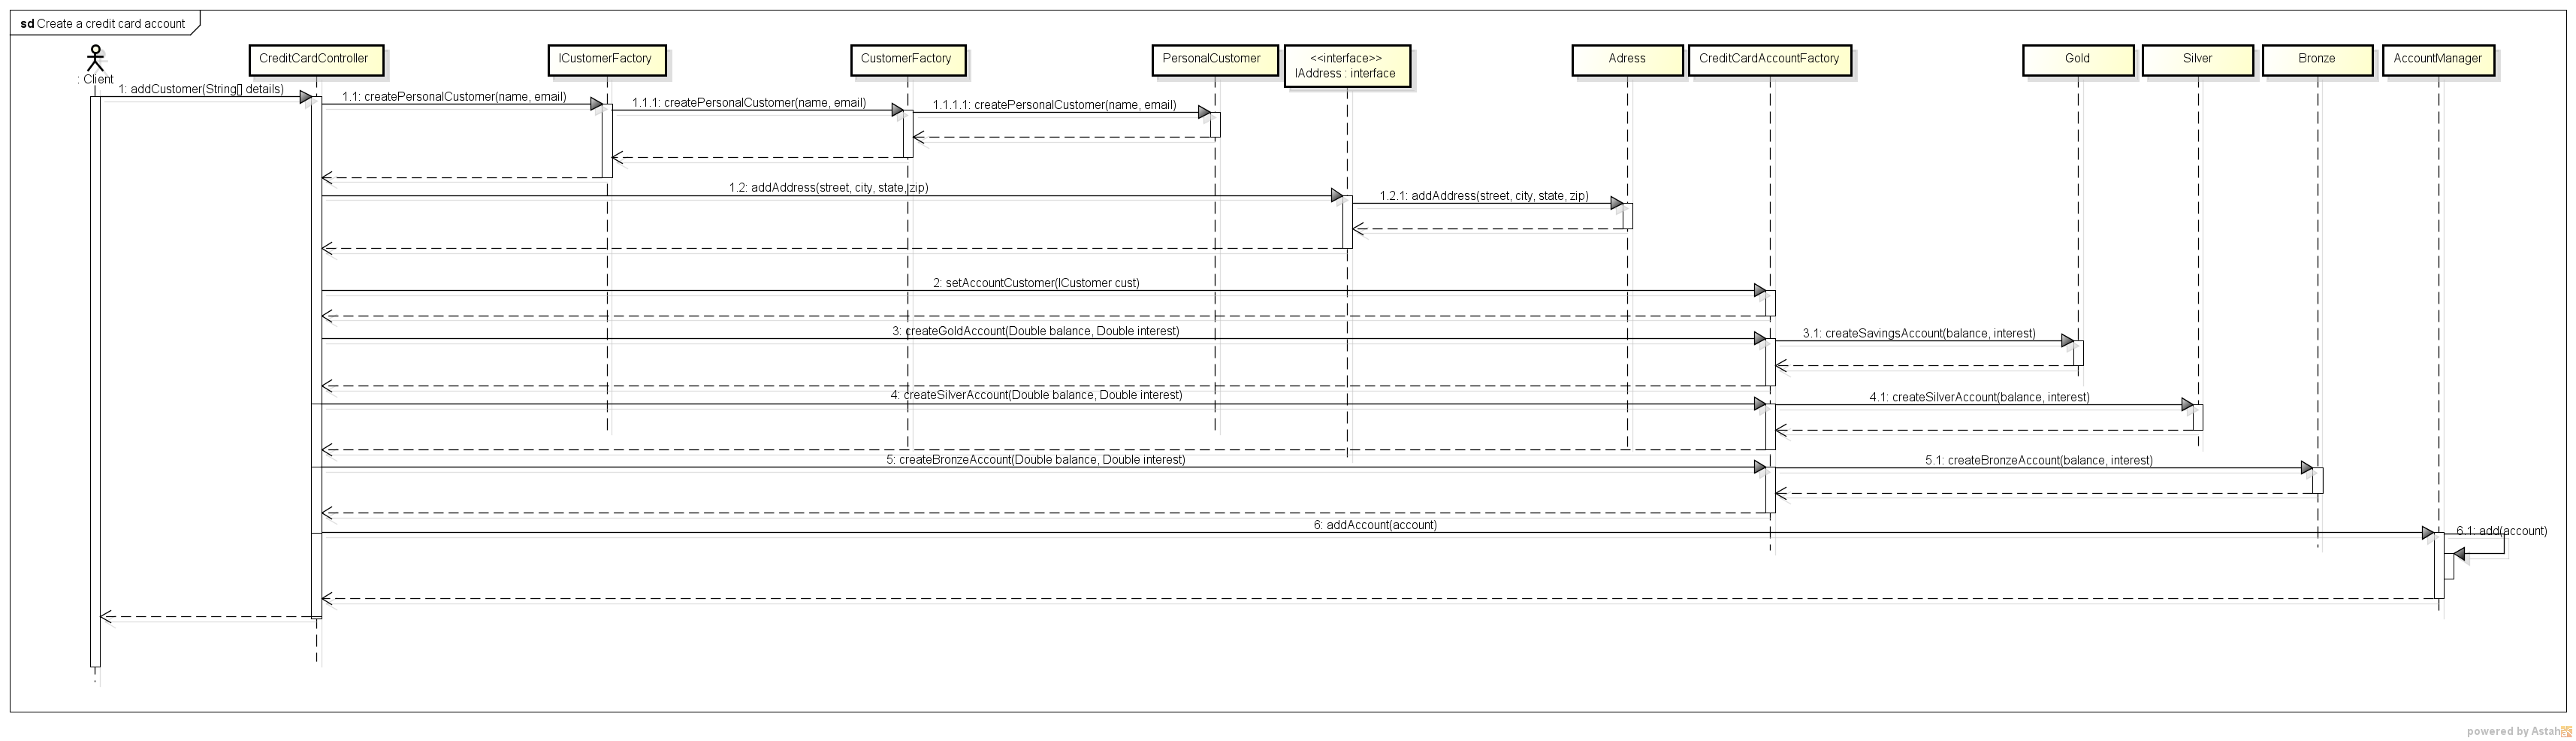 sd Create a credit card account
: Client
CreditCardController
ICustomerFactory
CustomerFactory
PersonalCustomer
<<interface>>
IAddress : interface
Adress
CreditCardAccountFactory
Gold
Silver
Bronze
AccountManager
1: addCustomer(String[] details)
1.1: createPersonalCustomer(name, email)
1.1.1: createPersonalCustomer(name, email)
1.1.1.1: createPersonalCustomer(name, email)
1.2: addAddress(street, city, state, zip)
1.2.1: addAddress(street, city, state, zip)
2: setAccountCustomer(ICustomer cust)
3: createGoldAccount(Double balance, Double interest)
3.1: createSavingsAccount(balance, interest)
4: createSilverAccount(Double balance, Double interest)
4.1: createSilverAccount(balance, interest)
5: createBronzeAccount(Double balance, Double interest)
5.1: createBronzeAccount(balance, interest)
6: addAccount(account)
6.1: add(account)
powered by Astah